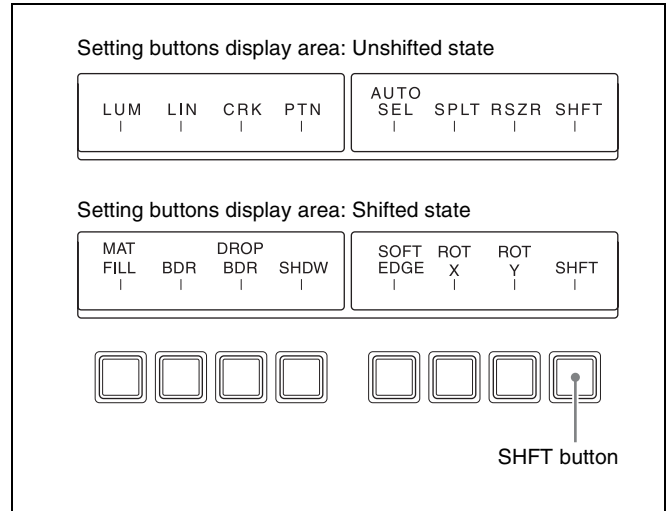 Setting buttons display area: Unshifted state
AUTO
LUM LIN CRK PTN SEL SPLT RSZR SHFT
Setting buttons display area: Shifted state
MAT DROP SOFT ROT ROT
FILL BDR BDR SHDW EDGE X Y SHFT
SHFT button